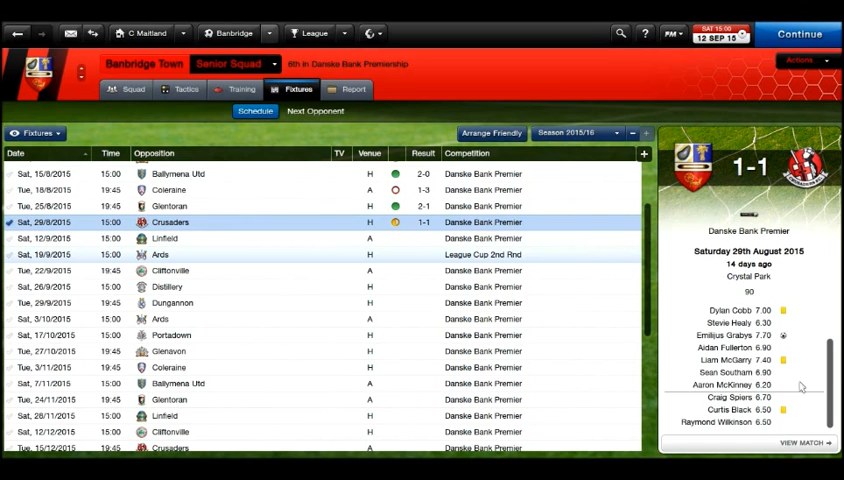 C Maitland
Banbridge
League
?
FM
SAT 15:00
12 SEP 15
Continue
Banbridge Town
Senior Squad
6th in Danske Bank Premiership
Actions
Squad
Tactics
Training
Fixtures
Report
Schedule
Next Opponent
Fixtures
Arrange Friendly
Season 2015/16
Date Time Opposition TV Venue Result Competition
Sat, 15/8/2015 15:00 Ballymena Utd H 2-0 Danske Bank Premier
Tue, 18/8/2015 19:45 Coleraine A 1-3 Danske Bank Premier
Tue, 25/8/2015 19:45 Glentoran H 2-1 Danske Bank Premier
Sat, 29/8/2015 15:00 Crusaders H 1-1 Danske Bank Premier
Sat, 12/9/2015 15:00 Linfield A Danske Bank Premier
Sat, 19/9/2015 15:00 Ards H League Cup 2nd Rnd
Tue, 22/9/2015 19:45 Cliftonville A Danske Bank Premier
Sat, 26/9/2015 15:00 Distillery H Danske Bank Premier
Tue, 29/9/2015 19:45 Dungannon H Danske Bank Premier
Sat, 3/10/2015 15:00 Ards A Danske Bank Premier
Sat, 17/10/2015 15:00 Portadown H Danske Bank Premier
Tue, 27/10/2015 19:45 Glenavon H Danske Bank Premier
Tue, 3/11/2015 19:45 Coleraine H Danske Bank Premier
Sat, 7/11/2015 15:00 Ballymena Utd A Danske Bank Premier
Tue, 24/11/2015 19:45 Glentoran A Danske Bank Premier
Sat, 28/11/2015 15:00 Linfield H Danske Bank Premier
Sat, 12/12/2015 15:00 Cliftonville H Danske Bank Premier
Tue, 15/12/2015 19:45 Crusaders A Danske Bank Premier
1-1
Danske Bank Premier
Saturday 29th August 2015
14 days ago
Crystal Park
90
Dylan Cobb 7.00
Stevie Healy 6.30
Emilijus Grabys 7.70
Aidan Fullerton 6.90
Liam McGarry 7.40
Sean Southam 6.90
Aaron McKinney 6.20
Craig Spiers 6.70
Curtis Black 6.50
Raymond Wilkinson 6.50
VIEW MATCH